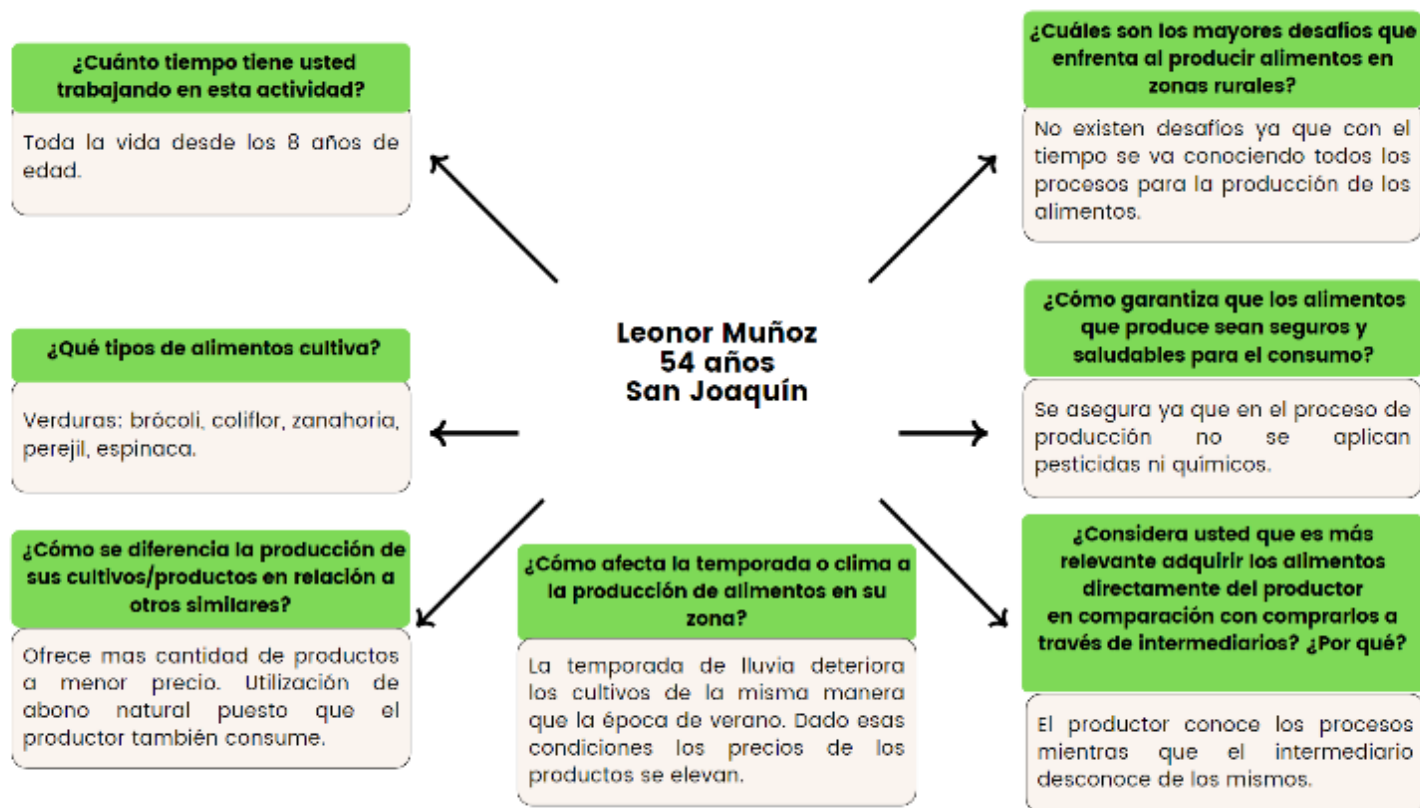 ¿Cuánto tiempo tiene usted
trabajando en esta actividad?
Toda la vida desde los 8 años de
edad.
¿Cuáles son los mayores desafíos que
enfrenta al producir alimentos en
zonas rurales?
No existen desafíos ya que con el
tiempo se va conociendo todos los
procesos para la producción de los
alimentos.
Leonor Muñoz
54 años
San Joaquín
¿Qué tipos de alimentos cultiva?
Verduras: brócoli, coliflor, zanahoria,
perejil, espinaca.
¿Cómo garantiza que los alimentos
que produce sean seguros y
saludables para el consumo?
Se asegura ya que en el proceso de
producción no se aplican
pesticidas ni químicos.
¿Cómo se diferencia la producción de
sus cultivos/productos en relación a
otros similares?
Ofrece mas cantidad de productos
a menor precio. Utilización de
abono natural puesto que el
productor también consume.
¿Cómo afecta la temporada o clima a
la producción de alimentos en su
zona?
La temporada de lluvia deteriora
los cultivos de la misma manera
que la época de verano. Dado esas
condiciones los precios de los
productos se elevan.
¿Considera usted que es más
relevante adquirir los alimentos
directamente del productor
en comparación con comprarlos a
través de intermediarios? ¿Por qué?
El productor conoce los procesos
mientras que el intermediario
desconoce de los mismos.